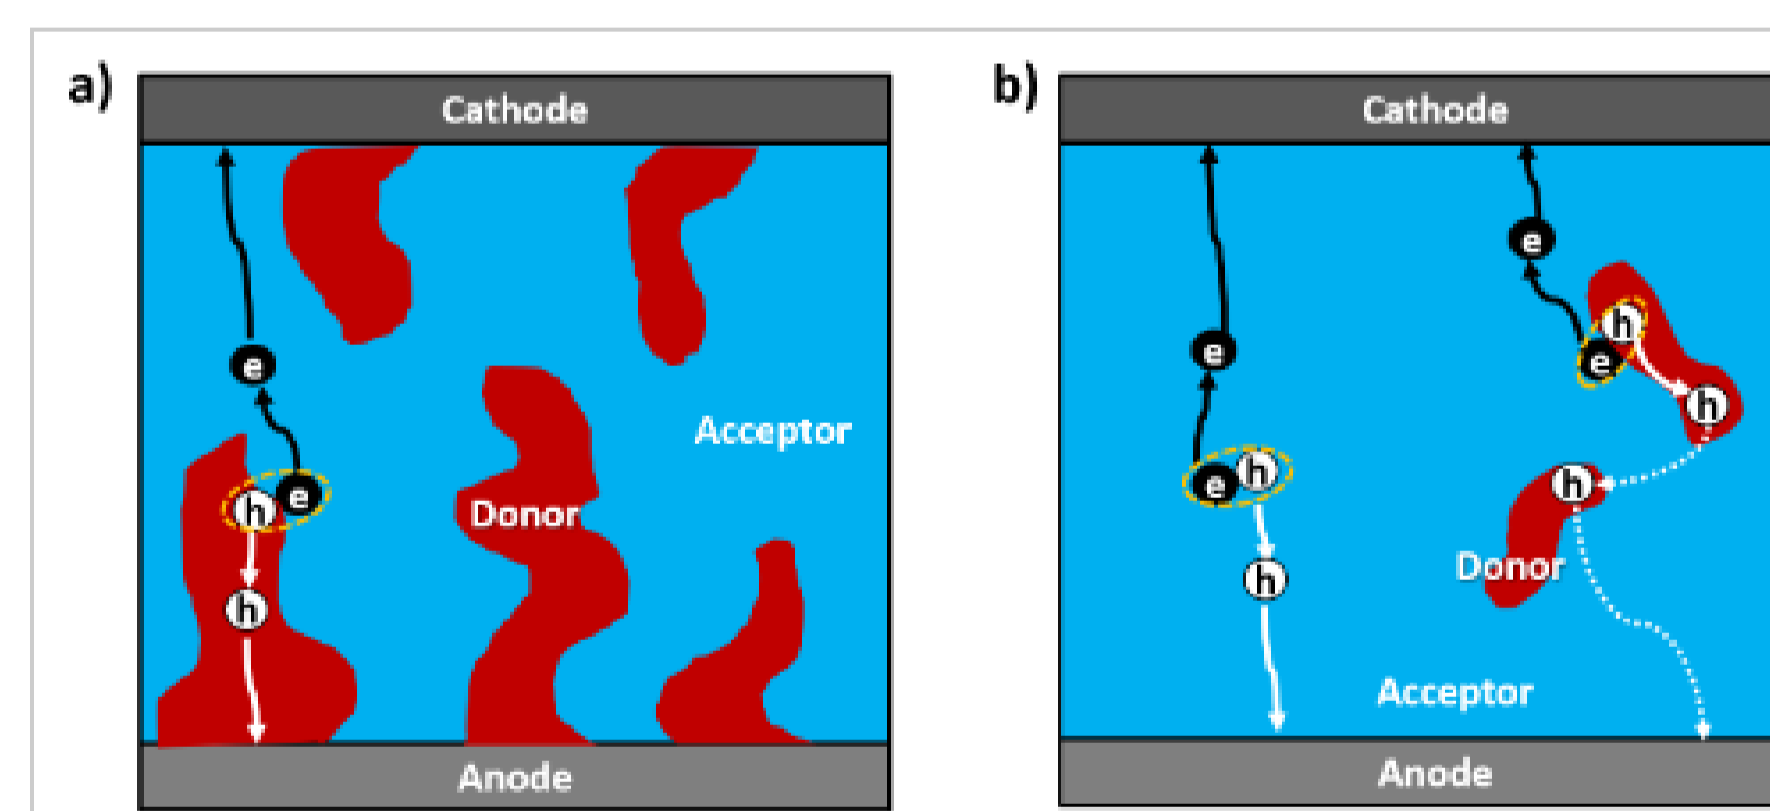 a)
Cathode
e
Acceptor
e
h
Donor
h
Anode
b)
Cathode
e
h
e
e
h
h
e
h
h
Donor
Acceptor
Anode